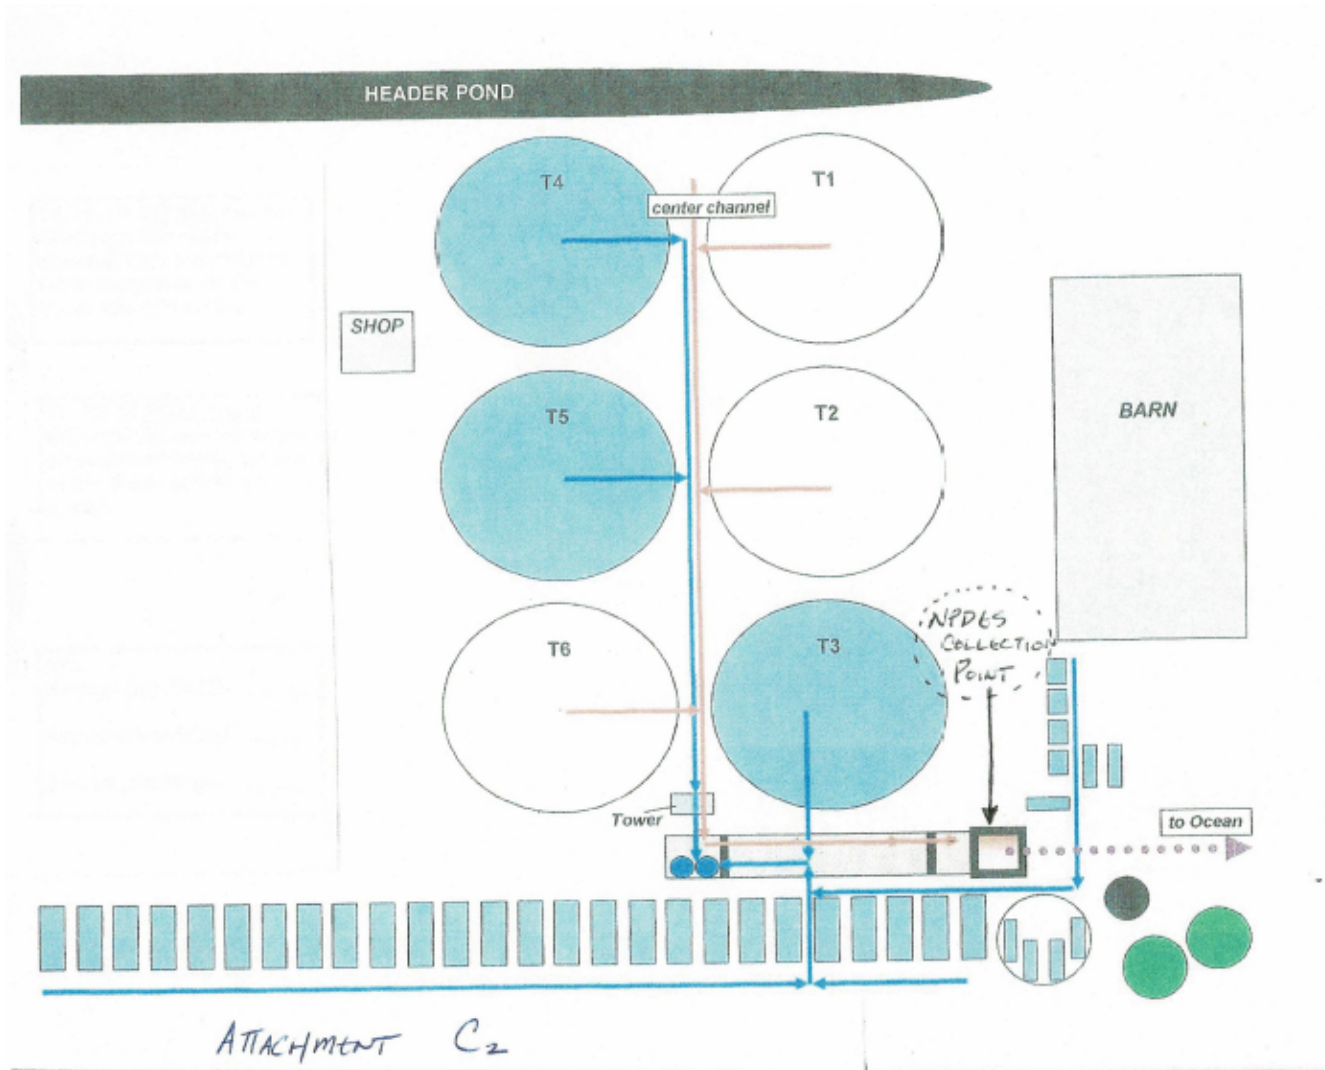 HEADER POND
T4
T1
center channel
SHOP
T5
T2
BARN
T6
T3
NPDES
COLLECTION
POINT
Tower
to Ocean
ATTACHMENT C2